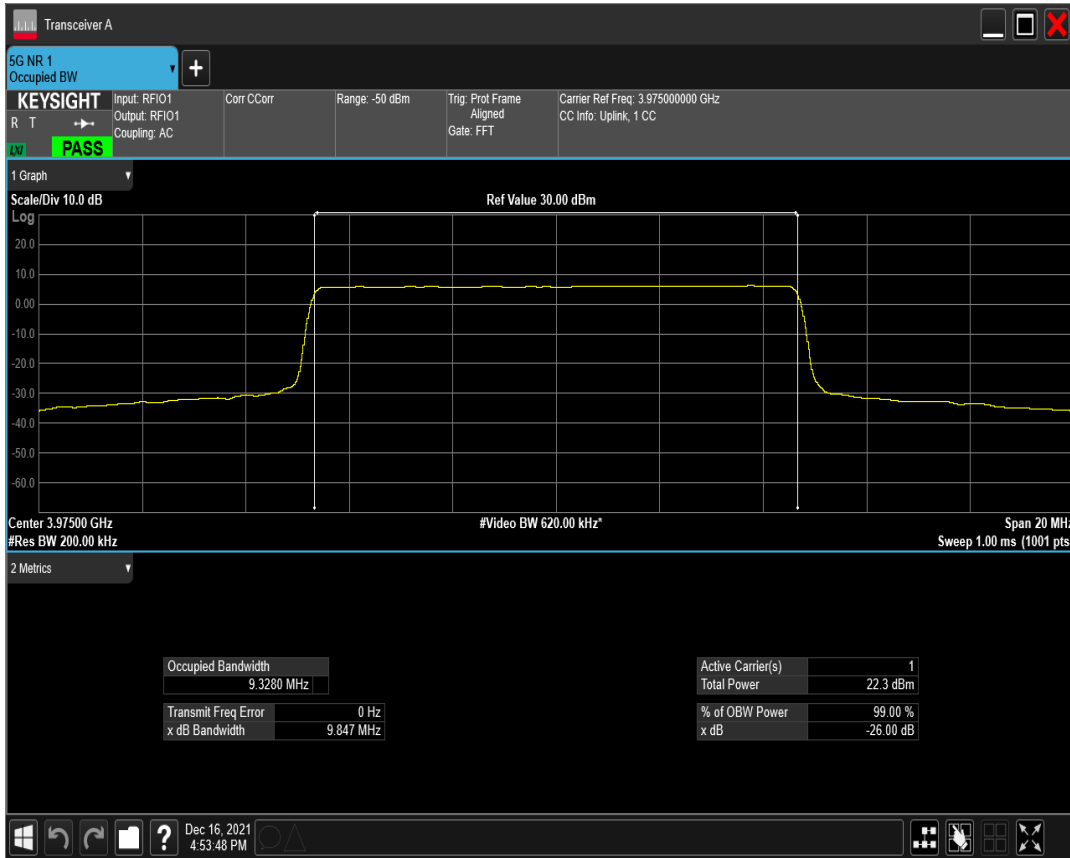 Transceiver A
5G NR 1
Occupied BW
KEYSIGHT
R T
LXI
PASS
Input: RFIO1
Output: RFIO1
Coupling: AC
Corr CCorr
Range: -50 dBm
Trig: Prot Frame
Aligned
Gate: FFT
Carrier Ref Freq: 3.975000000 GHz
CC Info: Uplink, 1 CC
1 Graph
Scale/Div 10.0 dB
Ref Value 30.00 dBm
Log
20.0
10.0
0.00
-10.0
-20.0
-30.0
-40.0
-50.0
-60.0
Center 3.97500 GHz
#Video BW 620.00 kHz*
Span 20 MHz
#Res BW 200.00 kHz
Sweep 1.00 ms (1001 pts
2 Metrics
Occupied Bandwidth
9.3280 MHz
Transmit Freq Error 0 Hz
x dB Bandwidth 9.847 MHz
Active Carrier(s) 1
Total Power 22.3 dBm
% of OBW Power 99.00 %
x dB -26.00 dB
?
Dec 16, 2021
4:53:48 PM